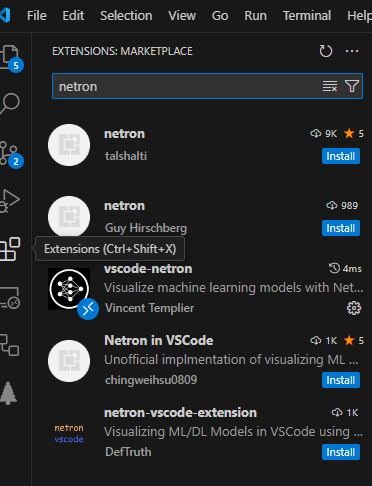 File Edit Selection View Go Run Terminal Help
EXTENSIONS: MARKETPLACE
5
netron
netron 9K 5
talshalti Install
2
netron 989
Guy Hirschberg Install
Extensions (Ctrl+Shift+X)
vscode-netron 4ms
Visualize machine learning models with Net...
Vincent Templier
Netron in VSCode 1K 5
Unofficial implmentation of visualizing ML ...
chingweihsu0809 Install
netron-vscode-extension 1K
netron
vscode
Visualizing ML/DL Models in VSCode using ...
DefTruth Install